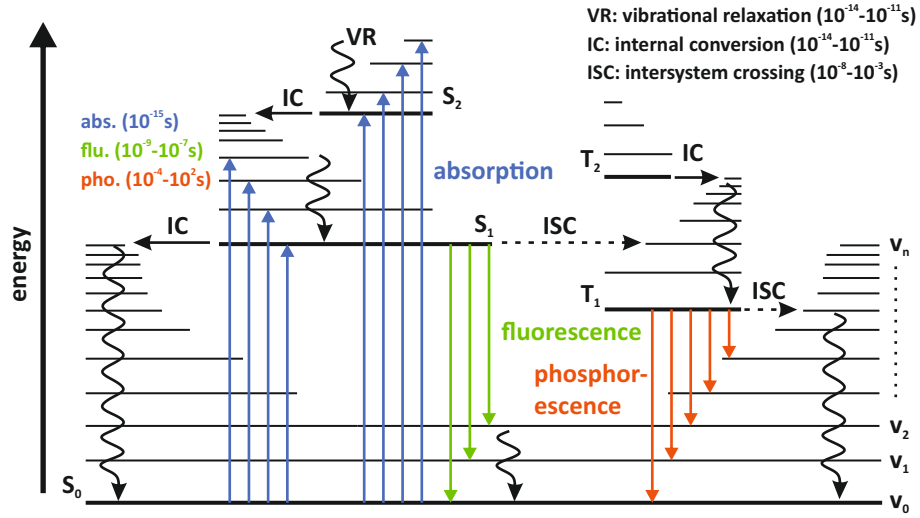 VR: vibrational relaxation (10⁻¹⁴-10⁻¹¹s)
IC: internal conversion (10⁻¹⁴-10⁻¹¹s)
ISC: intersystem crossing (10⁻⁸-10⁻³s)
energy
abs. (10⁻¹⁵s)
flu. (10⁻⁹-10⁻⁷s)
pho. (10⁻⁴-10²s)
VR
IC
S₂
absorption
IC
S₁
ISC
T₂
IC
T₁
ISC
fluorescence
phosphor-
escence
S₀
vₙ
v₂
v₁
v₀